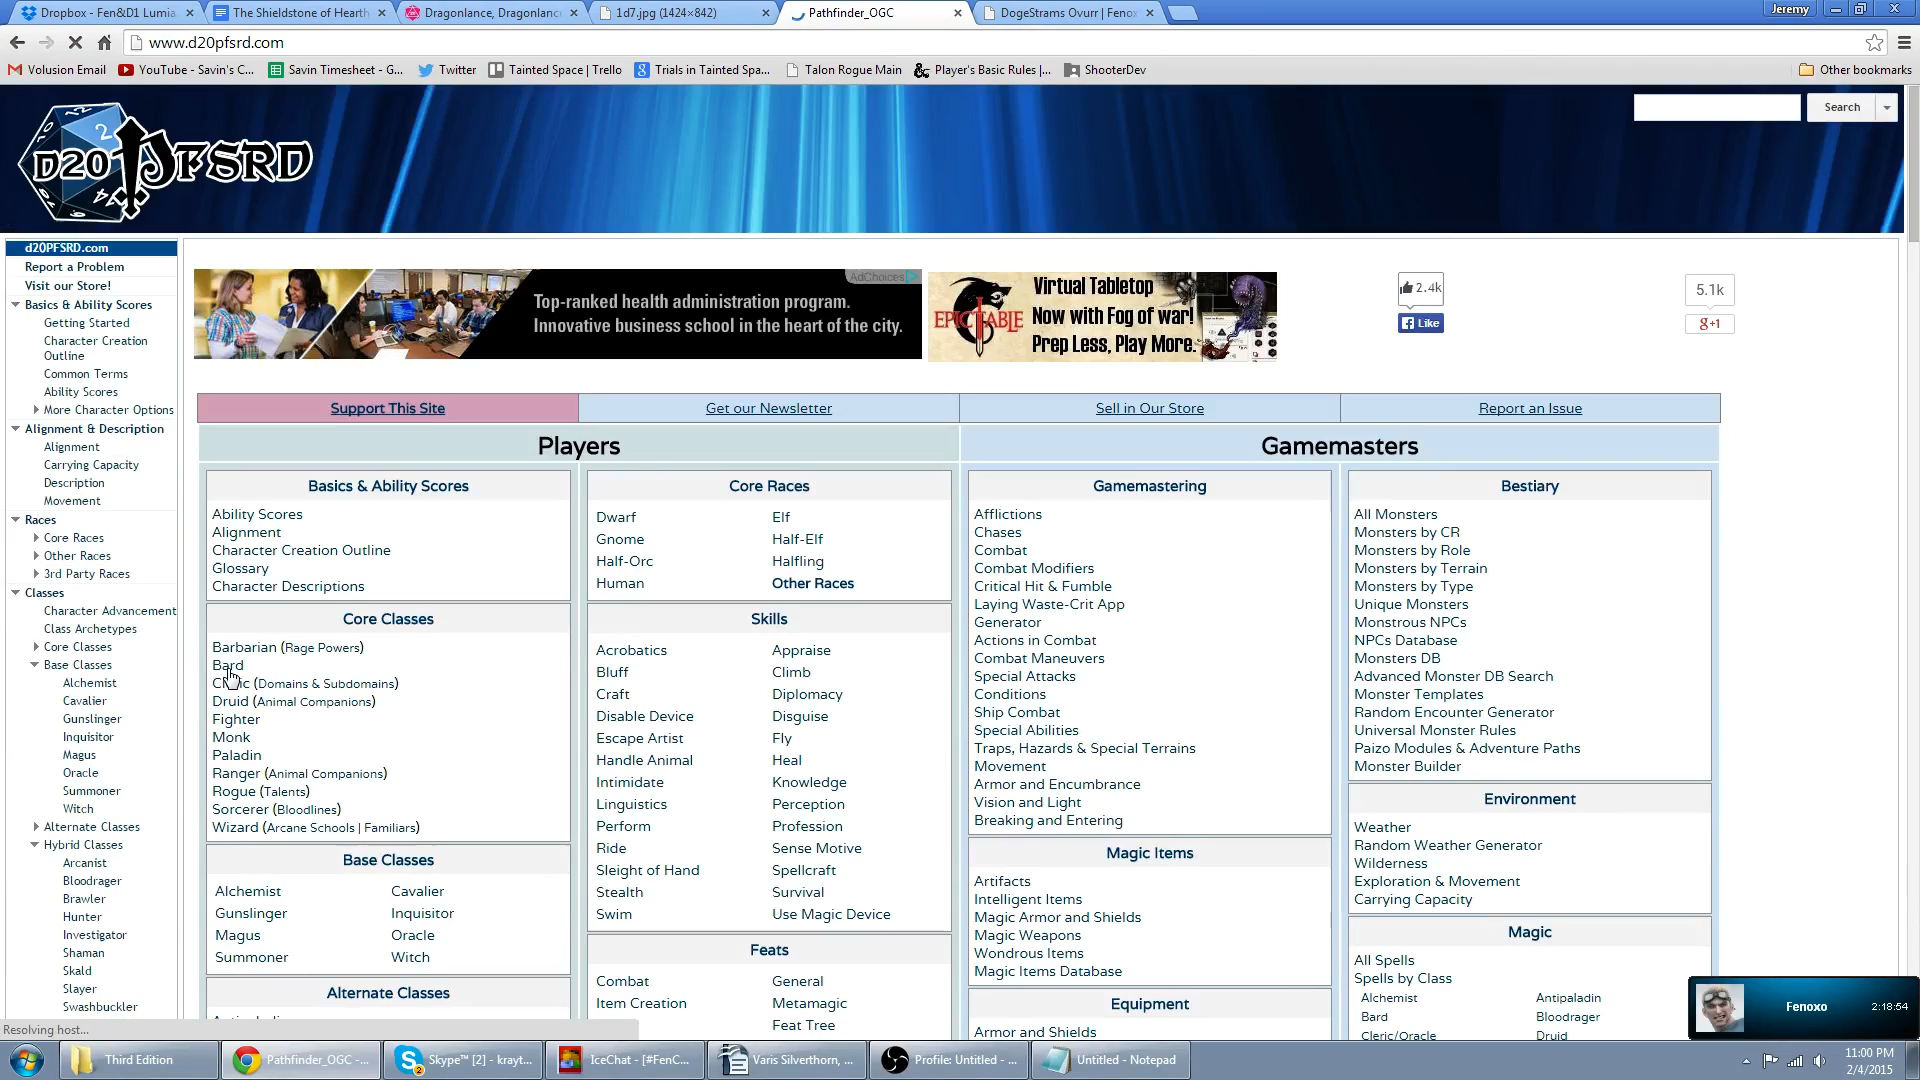 Dropbox - Fen&D1 Lumia
The Shieldstone of Hearth
Dragonlance, Dragonlance
1d7.jpg (1424×842)
Pathfinder_OGC
DogeStrams Ovurr | Fenox
Jeremy
www.d20pfsrd.com
Volusion Email
YouTube - Savin's C...
Savin Timesheet - G...
Twitter
Tainted Space | Trello
Trials in Tainted Spa...
Talon Rogue Main
Player's Basic Rules |...
ShooterDev
Other bookmarks
D20PFSRD
Search
d20PFSRD.com
Report a Problem
Visit our Store!
Basics & Ability Scores
Getting Started
Character Creation
Outline
Common Terms
Ability Scores
More Character Options
Alignment & Description
Alignment
Carrying Capacity
Description
Movement
Races
Core Races
Other Races
3rd Party Races
Classes
Character Advancement
Class Archetypes
Core Classes
Base Classes
Alchemist
Cavalier
Gunslinger
Inquisitor
Magus
Oracle
Summoner
Witch
Alternate Classes
Hybrid Classes
Arcanist
Bloodrager
Brawler
Hunter
Investigator
Shaman
Skald
Slayer
Swashbuckler
AdChoices
Top-ranked health administration program.
Innovative business school in the heart of the city.
EPICTABLE
Virtual Tabletop
Now with Fog of war!
Prep Less, Play More.
2.4k
Like
5.1k
g+1
Support This Site
Get our Newsletter
Sell in Our Store
Report an Issue
Players
Gamemasters
Basics & Ability Scores
Ability Scores
Alignment
Character Creation Outline
Glossary
Character Descriptions
Core Classes
Barbarian (Rage Powers)
Bard
Cleric (Domains & Subdomains)
Druid (Animal Companions)
Fighter
Monk
Paladin
Ranger (Animal Companions)
Rogue (Talents)
Sorcerer (Bloodlines)
Wizard (Arcane Schools | Familiars)
Base Classes
Alchemist Cavalier
Gunslinger Inquisitor
Magus Oracle
Summoner Witch
Alternate Classes
Core Races
Dwarf Elf
Gnome Half-Elf
Half-Orc Halfling
Human Other Races
Skills
Acrobatics Appraise
Bluff Climb
Craft Diplomacy
Disable Device Disguise
Escape Artist Fly
Handle Animal Heal
Intimidate Knowledge
Linguistics Perception
Perform Profession
Ride Sense Motive
Sleight of Hand Spellcraft
Stealth Survival
Swim Use Magic Device
Feats
Combat General
Item Creation Metamagic
Feat Tree
Gamemastering
Afflictions
Chases
Combat
Combat Modifiers
Critical Hit & Fumble
Laying Waste-Crit App
Generator
Actions in Combat
Combat Maneuvers
Special Attacks
Conditions
Ship Combat
Special Abilities
Traps, Hazards & Special Terrains
Movement
Armor and Encumbrance
Vision and Light
Breaking and Entering
Magic Items
Artifacts
Intelligent Items
Magic Armor and Shields
Magic Weapons
Wondrous Items
Magic Items Database
Equipment
Armor and Shields
Bestiary
All Monsters
Monsters by CR
Monsters by Role
Monsters by Terrain
Monsters by Type
Unique Monsters
Monstrous NPCs
NPCs Database
Monsters DB
Advanced Monster DB Search
Monster Templates
Random Encounter Generator
Universal Monster Rules
Paizo Modules & Adventure Paths
Monster Builder
Environment
Weather
Random Weather Generator
Wilderness
Exploration & Movement
Carrying Capacity
Magic
All Spells
Spells by Class
Alchemist Antipaladin
Bard Bloodrager
Cleric/Oracle Druid
Fenoxo
2:18:54
Resolving host...
Third Edition
Pathfinder_OGC -...
Skype™ [2] - krayt...
IceChat - [#FenC...
Varis Silverthorn, ...
Profile: Untitled - ...
Untitled - Notepad
11:00 PM
2/4/2015